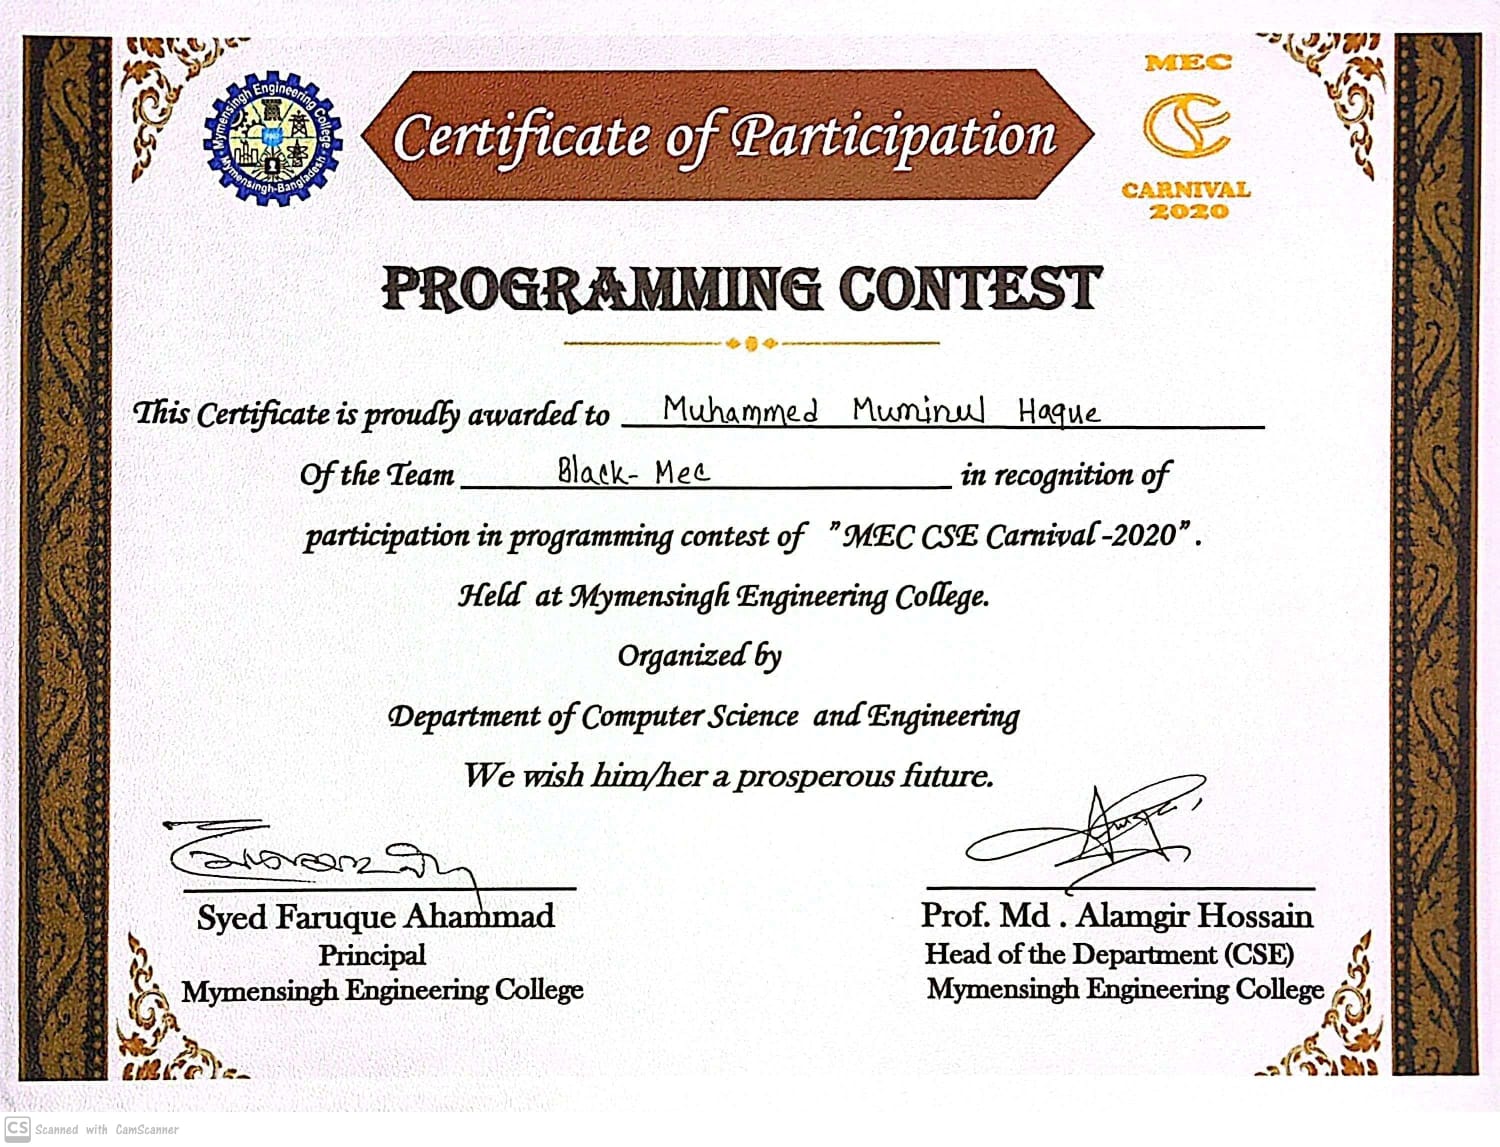 Mymensingh Engineering College
Mymensingh-Bangladesh
Certificate of Participation
MEC
CARNIVAL
2020
PROGRAMMING CONTEST
This Certificate is proudly awarded to Muhammed Muminul Haque
Of the Team Black-Mec in recognition of
participation in programming contest of "MEC CSE Carnival-2020".
Held at Mymensingh Engineering College.
Organized by
Department of Computer Science and Engineering
We wish him/her a prosperous future.
Syed Faruque Ahammad
Principal
Mymensingh Engineering College
Prof. Md . Alamgir Hossain
Head of the Department (CSE)
Mymensingh Engineering College
CS Scanned with CamScanner